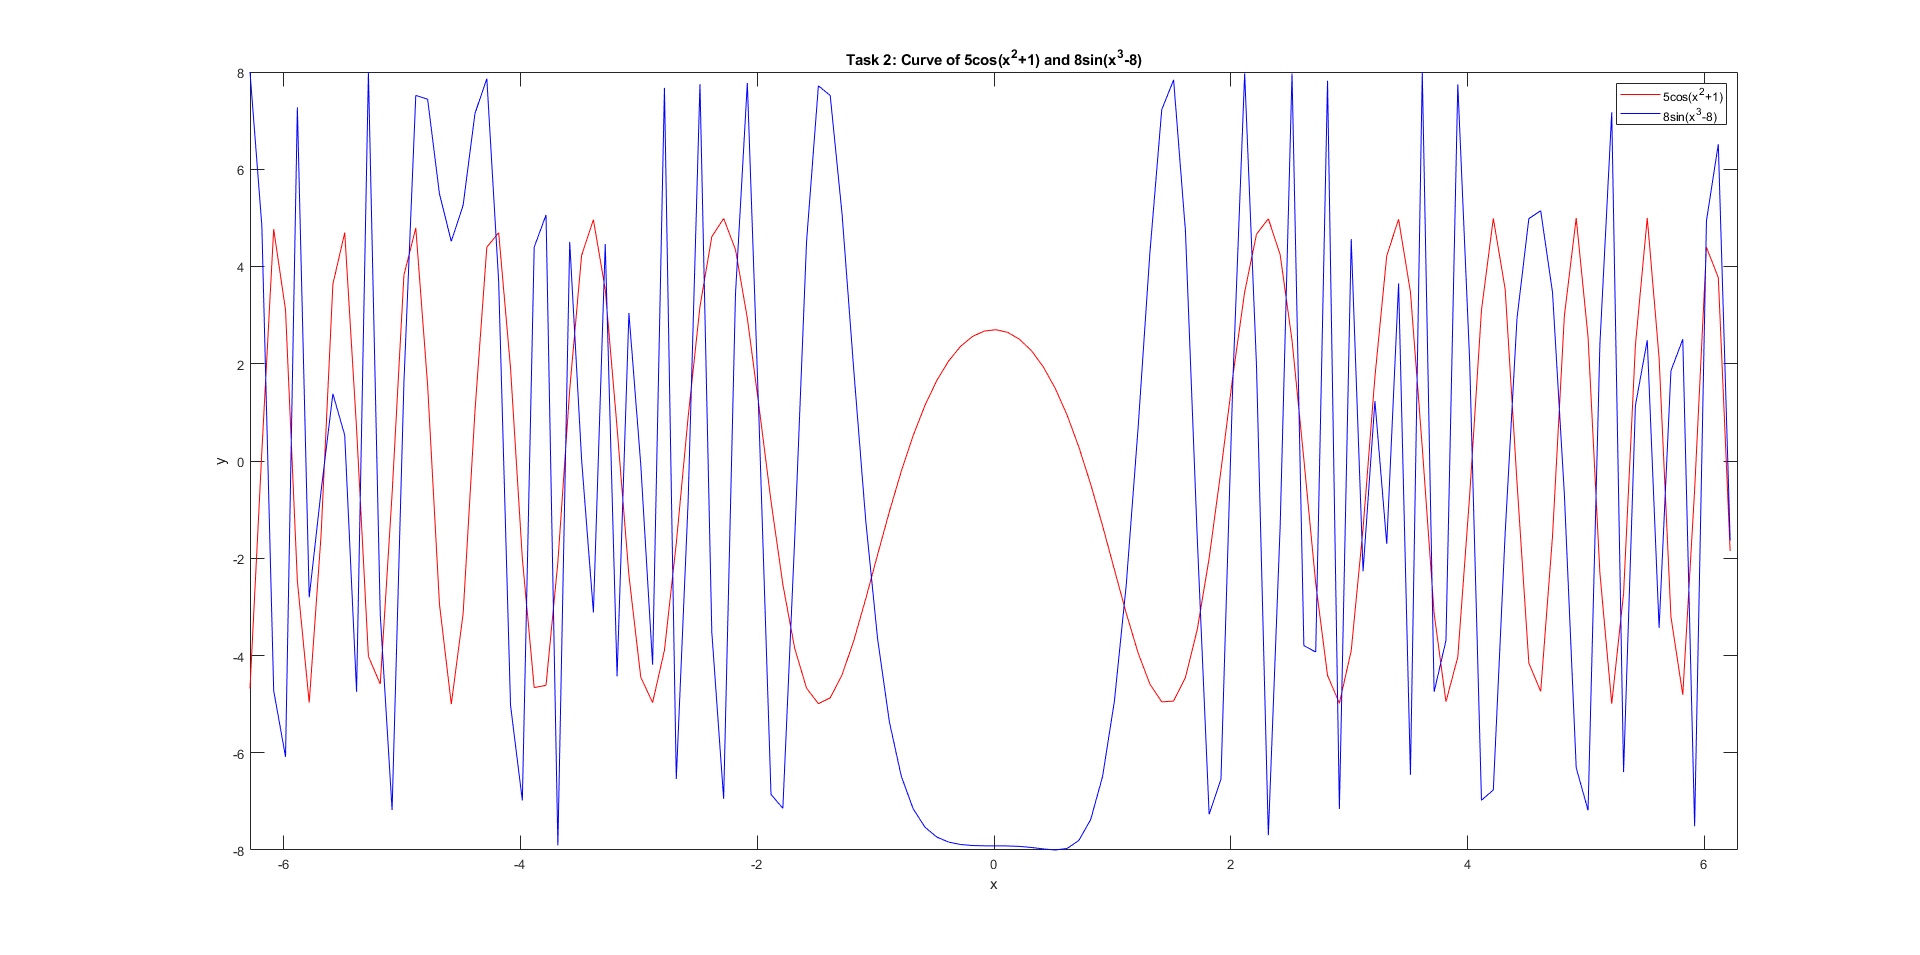 Task 2: Curve of 5cos(x²+1) and 8sin(x³-8)
5cos(x²+1)
8sin(x³-8)
y
8
6
4
2
0
-2
-4
-6
-8
-6 -4 -2 0 2 4 6
x